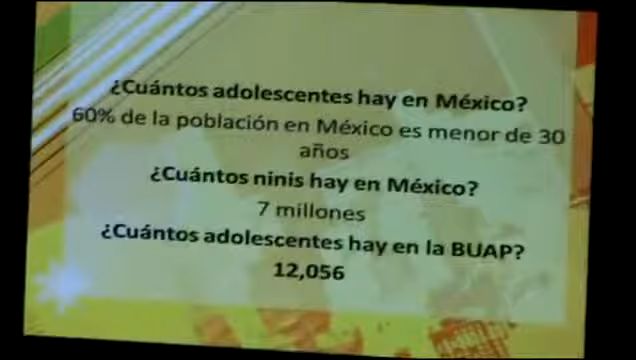 ¿Cuántos adolescentes hay en México?
60% de la población en México es menor de 30
años
¿Cuántos ninis hay en México?
7 millones
¿Cuántos adolescentes hay en la BUAP?
12,056